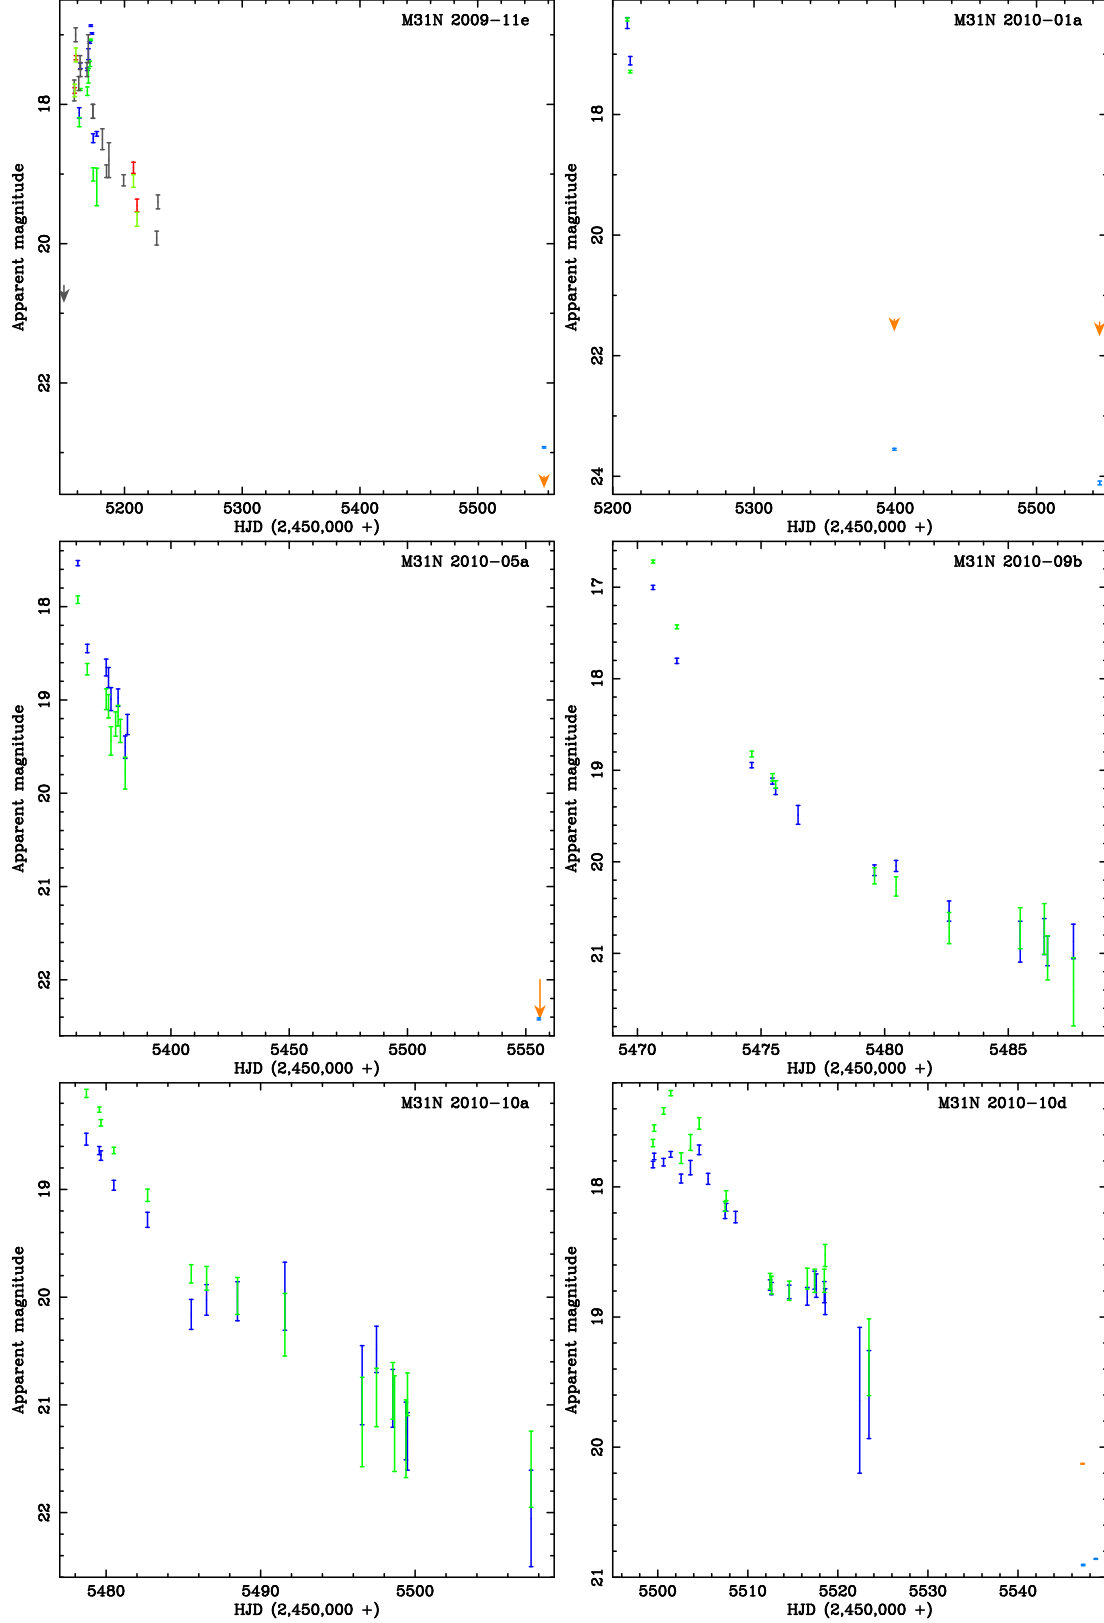 M31N 2009-11e
Apparent magnitude
18
20
22
5200
5300
5400
5500
HJD (2,450,000 +)
M31N 2010-01a
Apparent magnitude
18
20
22
24
5200
5300
5400
5500
HJD (2,450,000 +)
M31N 2010-05a
Apparent magnitude
18
19
20
21
22
5400
5450
5500
5550
HJD (2,450,000 +)
M31N 2010-09b
Apparent magnitude
17
18
19
20
21
5470
5475
5480
5485
HJD (2,450,000 +)
M31N 2010-10a
Apparent magnitude
19
20
21
22
5480
5490
5500
HJD (2,450,000 +)
M31N 2010-10d
Apparent magnitude
18
19
20
21
5500
5510
5520
5530
5540
HJD (2,450,000 +)